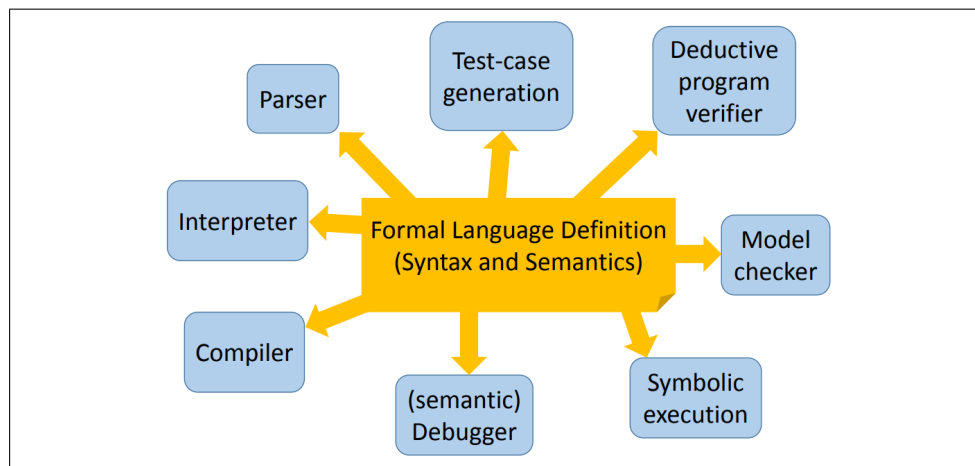 Test-case
generation
Deductive
program
verifier
Parser
Interpreter
Formal Language Definition
(Syntax and Semantics)
Model
checker
Compiler
(semantic)
Debugger
Symbolic
execution